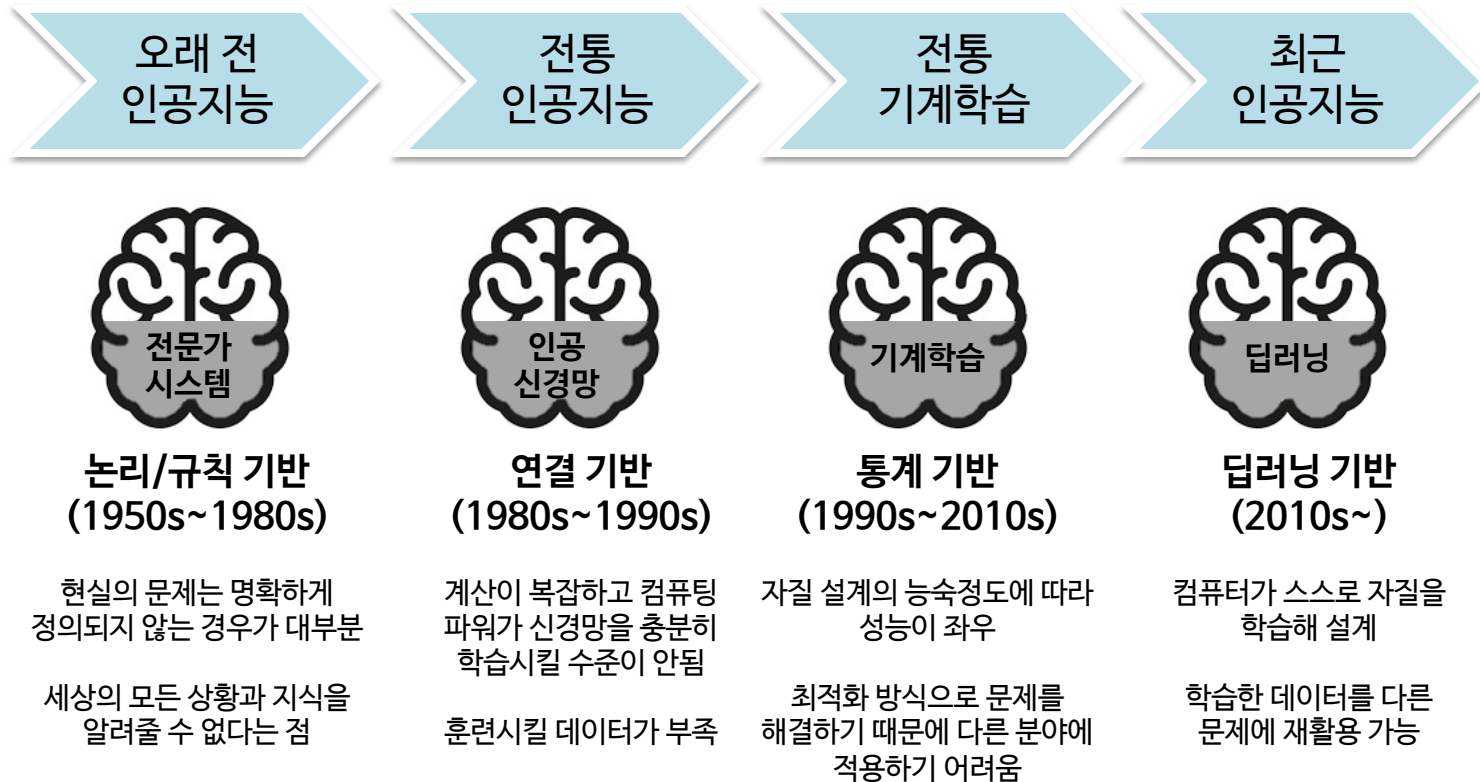 오래 전
인공지능
전통
인공지능
전통
기계학습
최근
인공지능
전문가
시스템
인공
신경망
기계학습
딥러닝
논리/규칙 기반
(1950s~1980s)
현실의 문제는 명확하게
정의되지 않는 경우가 대부분
세상의 모든 상황과 지식을
알려줄 수 없다는 점
연결 기반
(1980s~1990s)
계산이 복잡하고 컴퓨팅
파워가 신경망을 충분히
학습시킬 수준이 안됨
훈련시킬 데이터가 부족
통계 기반
(1990s~2010s)
자질 설계의 능숙정도에 따라
성능이 좌우
최적화 방식으로 문제를
해결하기 때문에 다른 분야에
적용하기 어려움
딥러닝 기반
(2010s~)
컴퓨터가 스스로 자질을
학습해 설계
학습한 데이터를 다른
문제에 재활용 가능